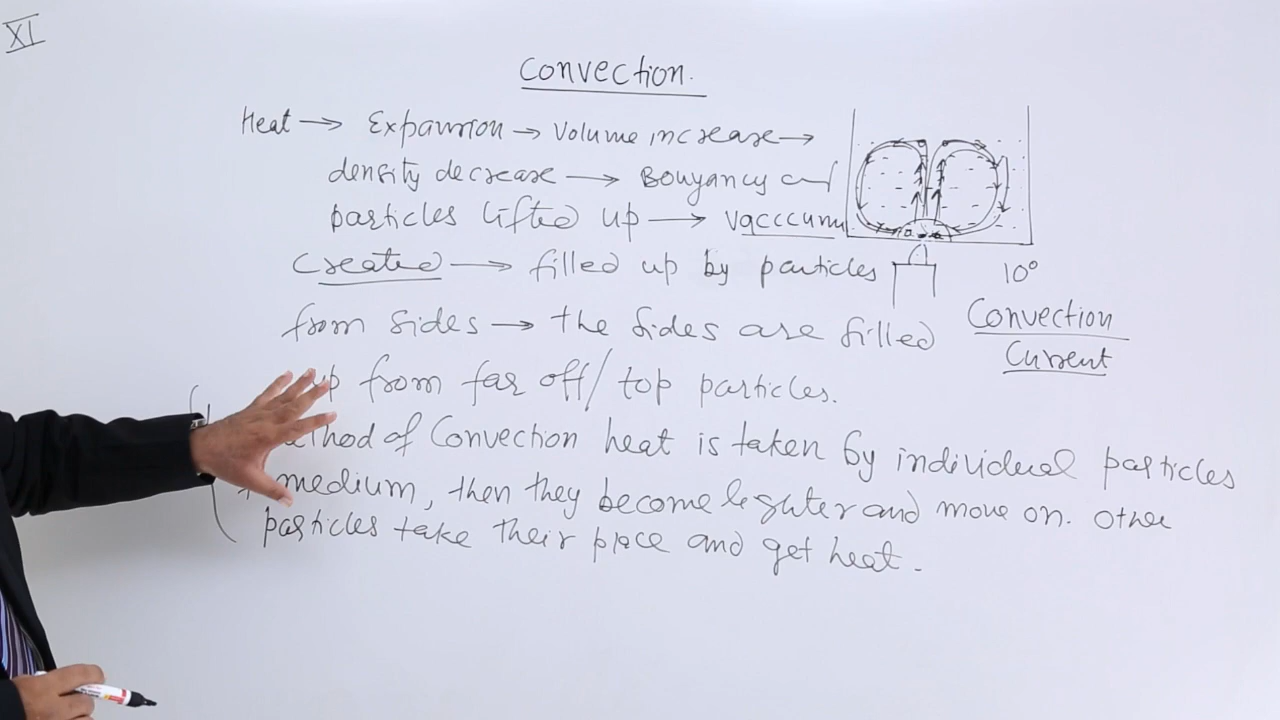 XI
Convection.
Heat → Expansion → Volume increase →
density decrease → Bouyancy and
particles lifted up → Vacccumm
created → filled up by particles
from sides → the sides are filled
up from far off/top particles.
10°
Convection
Current
method of Convection heat is taken by individual particles
medium, then they become lighter and move on. Other
particles take their place and get heat.